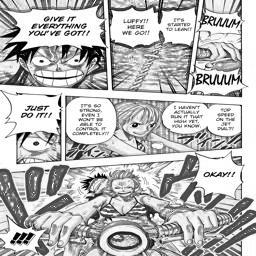 BRUUUM
IT'S
STARTED
TO LEAN!!
LUFFY!!
HERE
WE GO!!
GIVE IT
EVERYTHING
YOU'VE GOT!!
BRUUUM
TOP
SPEED
ON THE
JET
DIAL?!
I HAVEN'T
ACTUALLY
RUN IT THAT
HIGH YET,
YOU KNOW.
IT'S SO
STRONG,
EVEN I
WON'T BE
ABLE TO
CONTROL IT
COMPLETELY!!
JUST
DO IT!!
OKAY!!
!!!